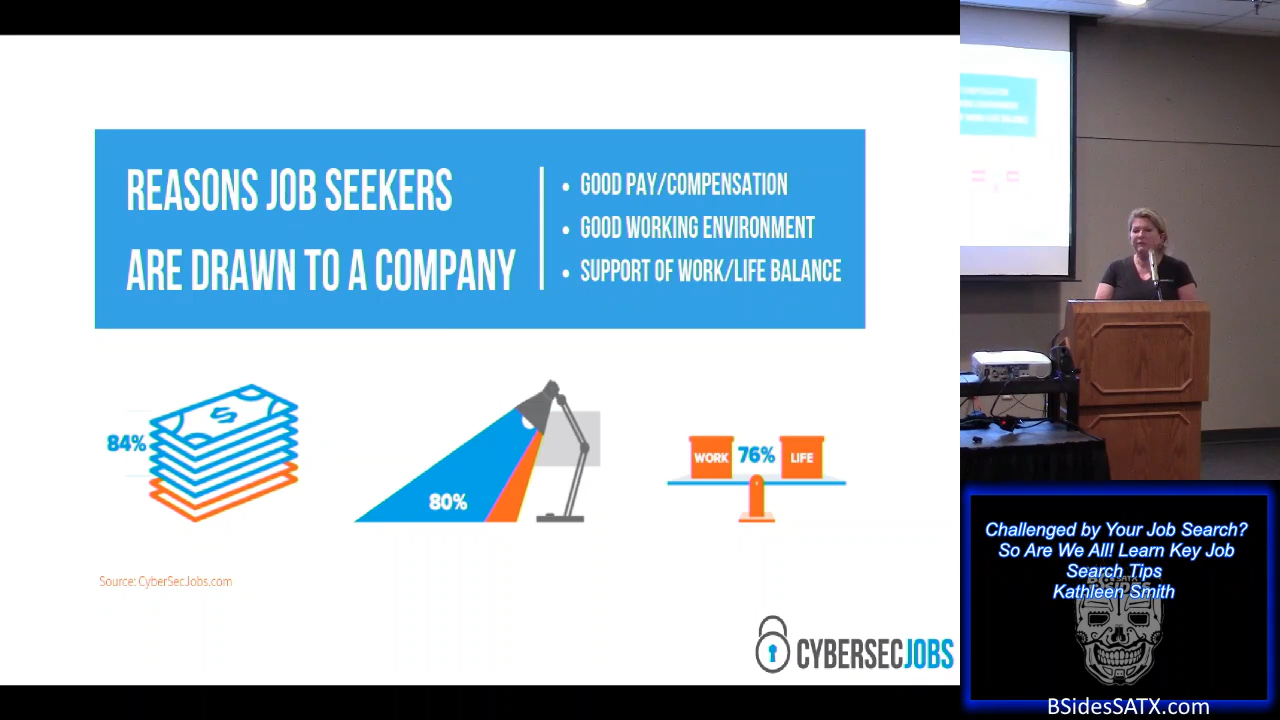 REASONS JOB SEEKERS
ARE DRAWN TO A COMPANY
• GOOD PAY/COMPENSATION
• GOOD WORKING ENVIRONMENT
• SUPPORT OF WORK/LIFE BALANCE
84%
80%
WORK
76%
LIFE
Source: CyberSecJobs.com
CYBERSECJOBS
Challenged by Your Job Search?
So Are We All! Learn Key Job
Search Tips
Kathleen Smith
BSIDES
SATX
BSidesSATX.com